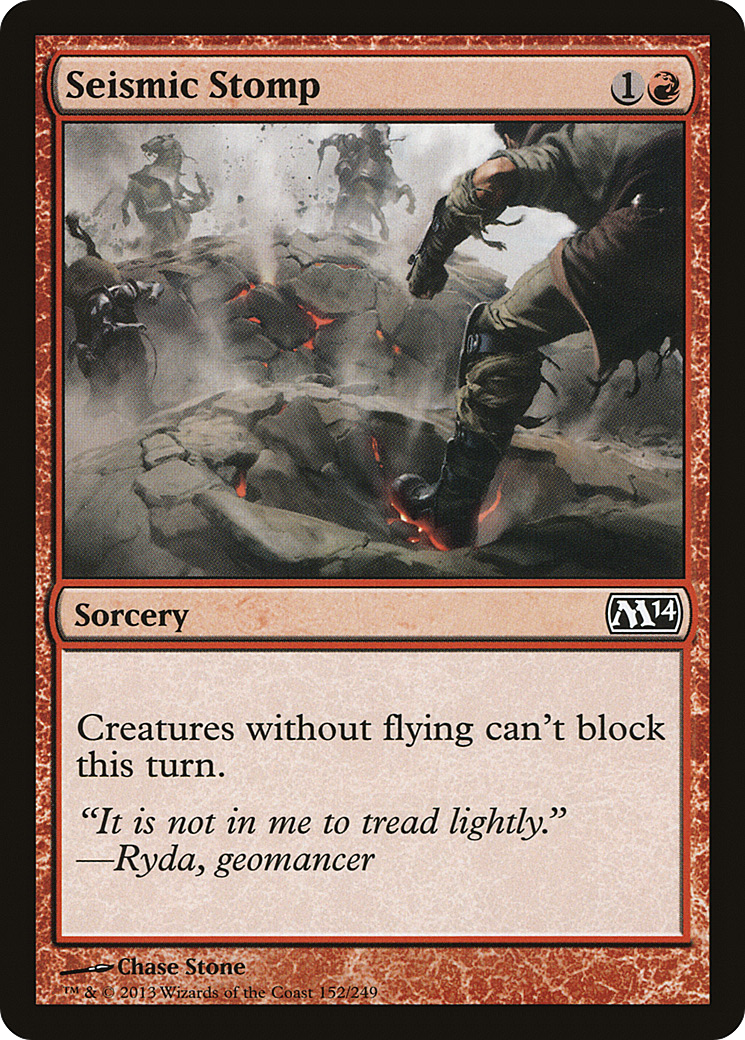 Seismic Stomp 1
Sorcery M14
Creatures without flying can't block
this turn.
“It is not in me to tread lightly.”
—Ryda, geomancer
Chase Stone
™ & © 2013 Wizards of the Coast 152/249